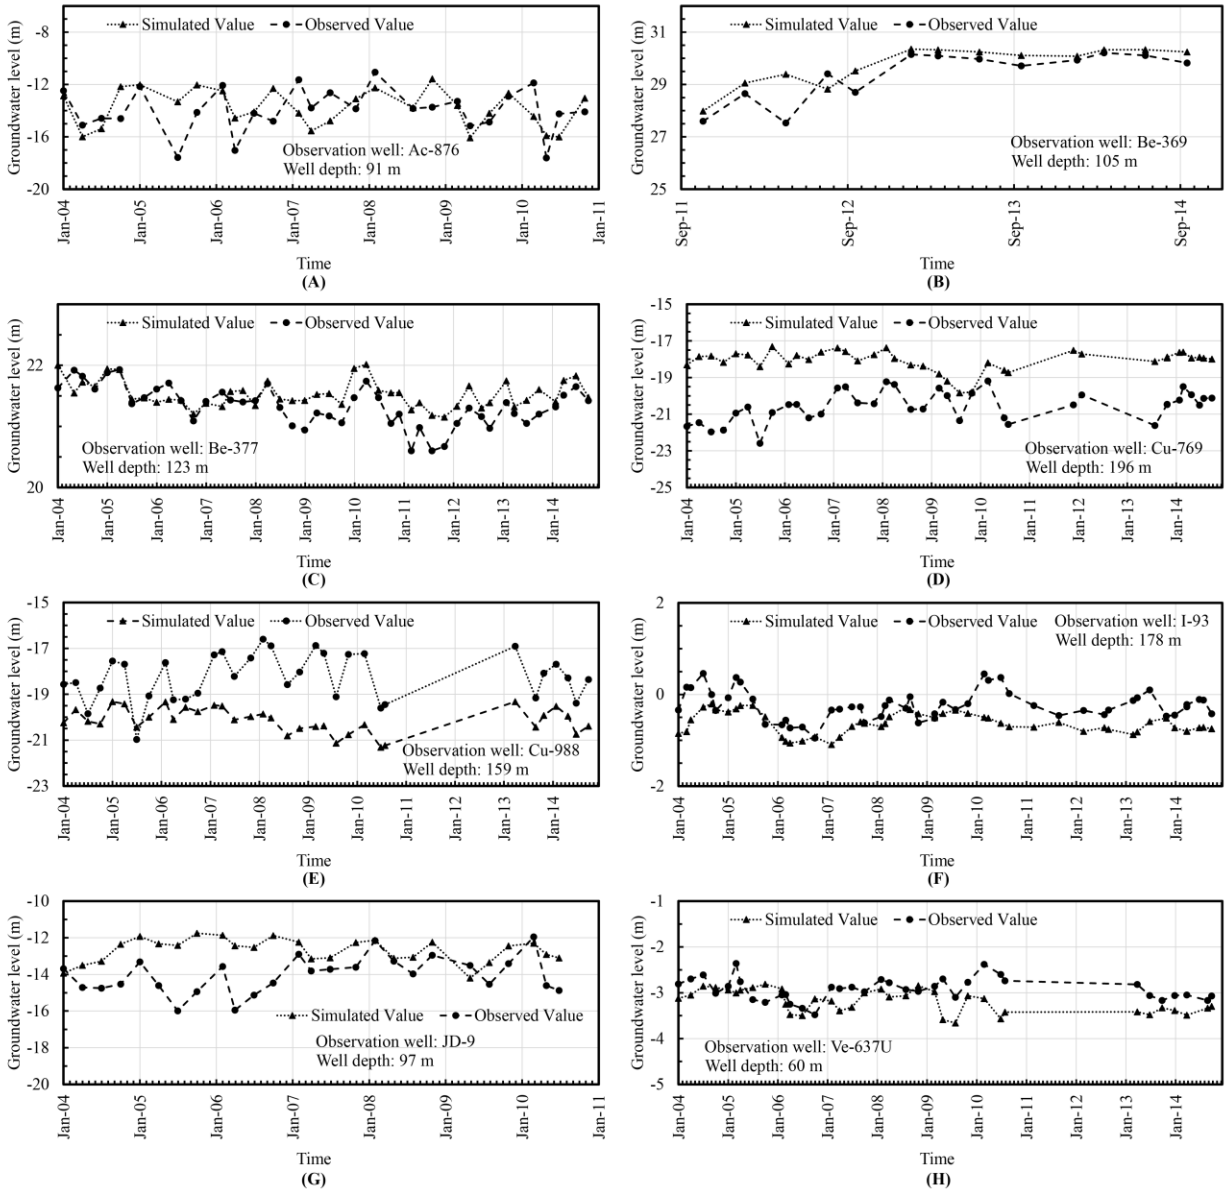 Groundwater level (m)
-8
-12
-16
-20
Simulated Value
Observed Value
Observation well: Ac-876
Well depth: 91 m
Jan-04
Jan-05
Jan-06
Jan-07
Jan-08
Jan-09
Jan-10
Jan-11
Time
(A)
Groundwater level (m)
31
29
27
25
Simulated Value
Observed Value
Observation well: Be-369
Well depth: 105 m
Sep-11
Sep-12
Sep-13
Sep-14
Time
(B)
Groundwater level (m)
22
20
Simulated Value
Observed Value
Observation well: Be-377
Well depth: 123 m
Jan-04
Jan-05
Jan-06
Jan-07
Jan-08
Jan-09
Jan-10
Jan-11
Jan-12
Jan-13
Jan-14
Time
(C)
Groundwater level (m)
-15
-17
-19
-21
-23
-25
Simulated Value
Observed Value
Observation well: Cu-769
Well depth: 196 m
Jan-04
Jan-05
Jan-06
Jan-07
Jan-08
Jan-09
Jan-10
Jan-11
Jan-12
Jan-13
Jan-14
Time
(D)
Groundwater level (m)
-15
-17
-19
-21
-23
Simulated Value
Observed Value
Observation well: Cu-988
Well depth: 159 m
Jan-04
Jan-05
Jan-06
Jan-07
Jan-08
Jan-09
Jan-10
Jan-11
Jan-12
Jan-13
Jan-14
Time
(E)
Groundwater level (m)
2
0
-2
Simulated Value
Observed Value
Observation well: I-93
Well depth: 178 m
Jan-04
Jan-05
Jan-06
Jan-07
Jan-08
Jan-09
Jan-10
Jan-11
Jan-12
Jan-13
Jan-14
Time
(F)
Groundwater level (m)
-10
-12
-14
-16
-18
-20
Simulated Value
Observed Value
Observation well: JD-9
Well depth: 97 m
Jan-04
Jan-05
Jan-06
Jan-07
Jan-08
Jan-09
Jan-10
Jan-11
Time
(G)
Groundwater level (m)
-1
-2
-3
-4
-5
Simulated Value
Observed Value
Observation well: Ve-637U
Well depth: 60 m
Jan-04
Jan-05
Jan-06
Jan-07
Jan-08
Jan-09
Jan-10
Jan-11
Jan-12
Jan-13
Jan-14
Time
(H)